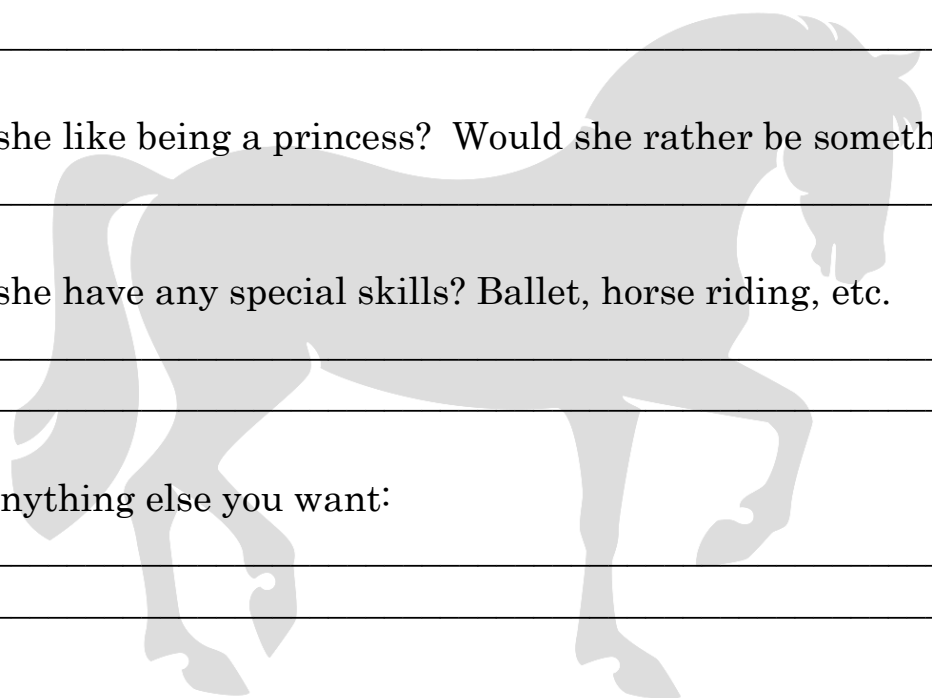 she like being a princess?  Would she rather be someth
she have any special skills? Ballet, horse riding, etc.
nything else you want: